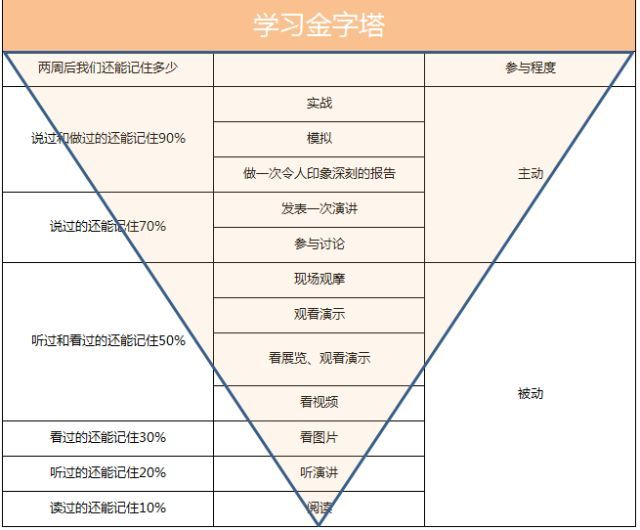 学习金字塔
两周后我们还能记住多少
参与程度
说过和做过的还能记住90%
实战
模拟
做一次令人印象深刻的报告
主动
说过的还能记住70%
发表一次演讲
参与讨论
听过和看过的还能记住50%
现场观摩
观看演示
看展览、观看演示
看视频
被动
看过的还能记住30%
看图片
听过的还能记住20%
听演讲
读过的还能记住10%
阅读